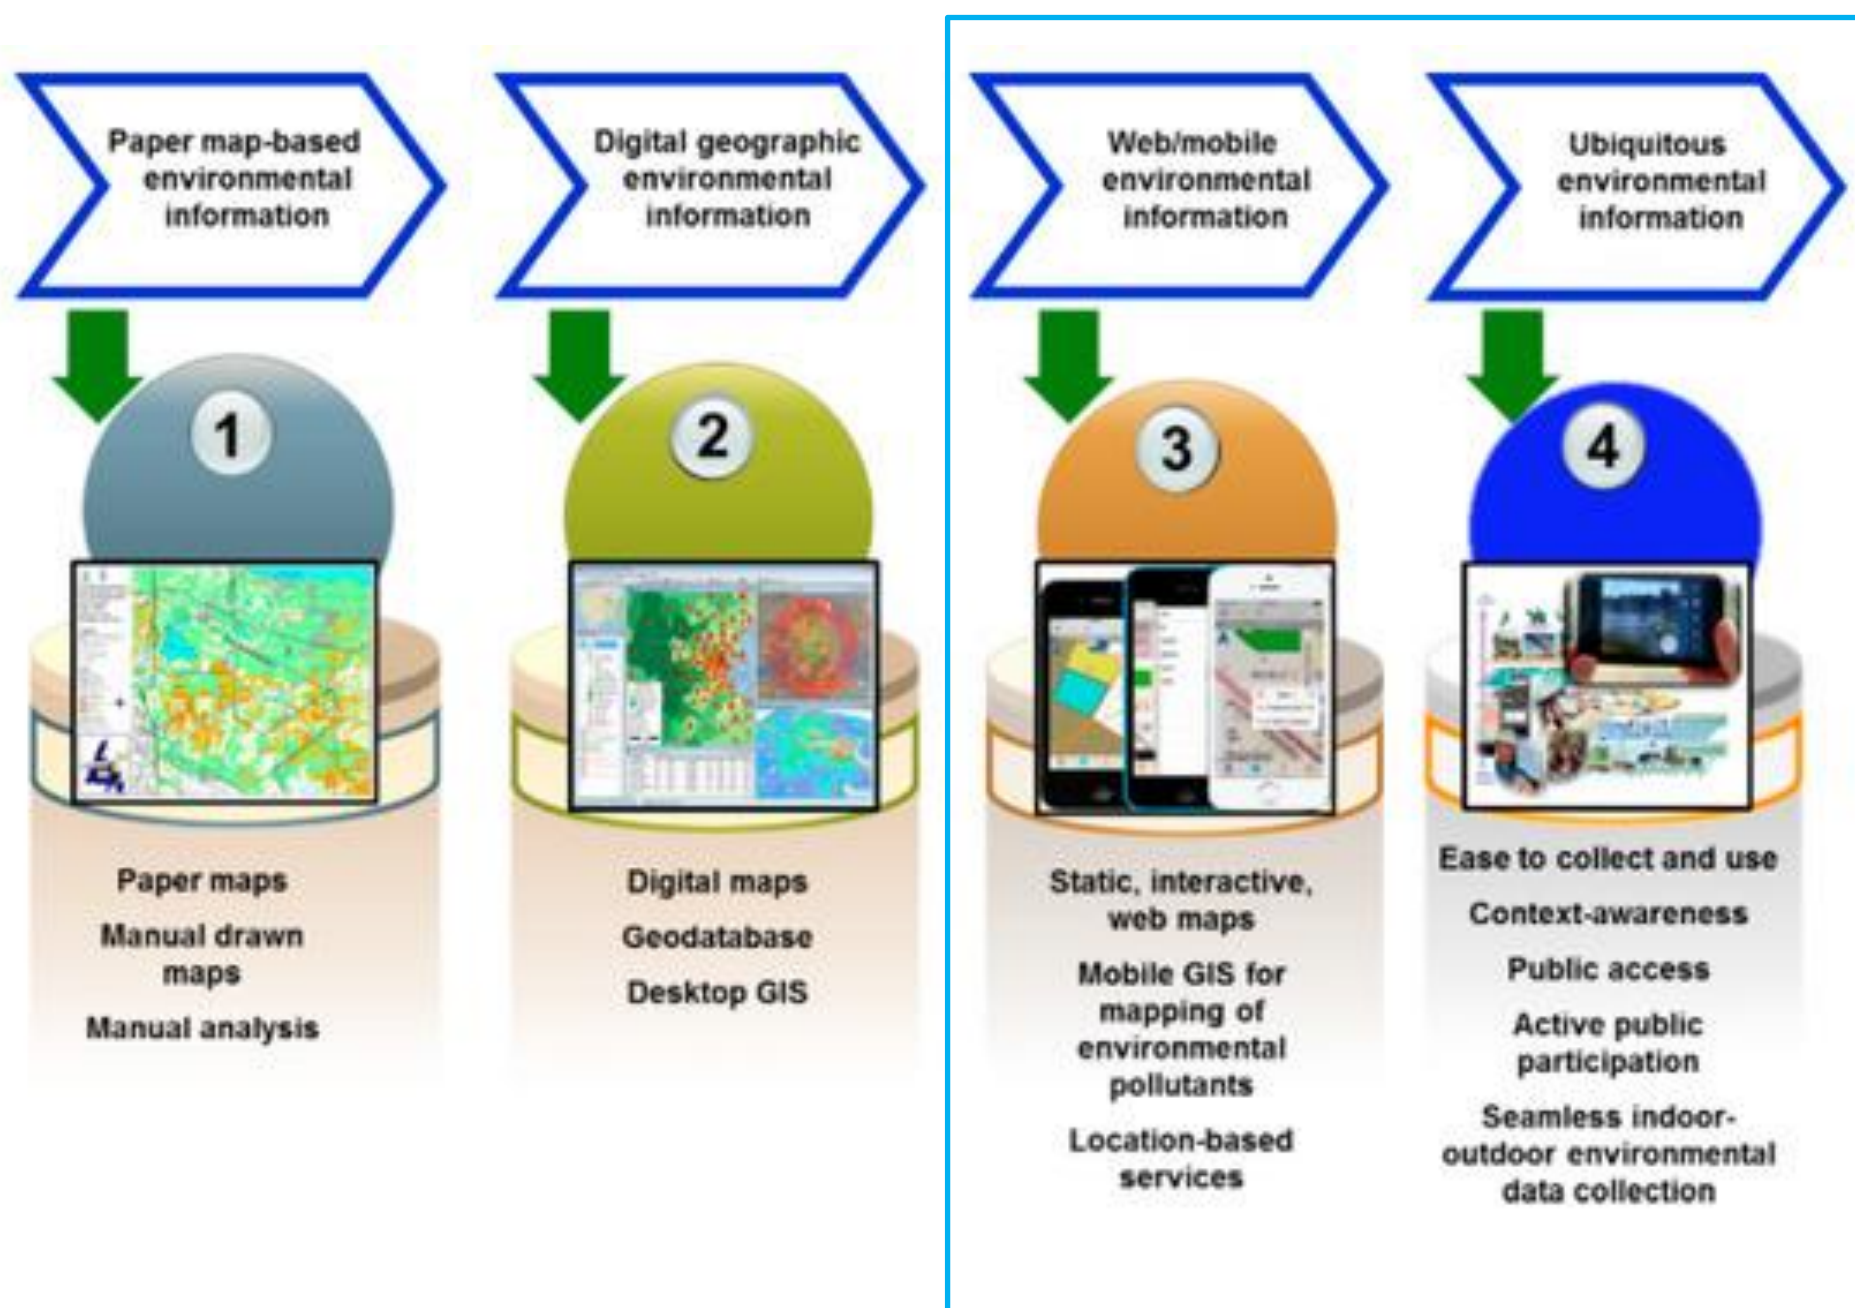 Paper map-based
environmental
information
Digital geographic
environmental
information
Web/mobile
environmental
information
Ubiquitous
environmental
information
1
2
3
4
Paper maps
Manual drawn
maps
Manual analysis
Digital maps
Geodatabase
Desktop GIS
Static, interactive,
web maps
Mobile GIS for
mapping of
environmental
pollutants
Location-based
services
Ease to collect and use
Context-awareness
Public access
Active public
participation
Seamless indoor-
outdoor environmental
data collection